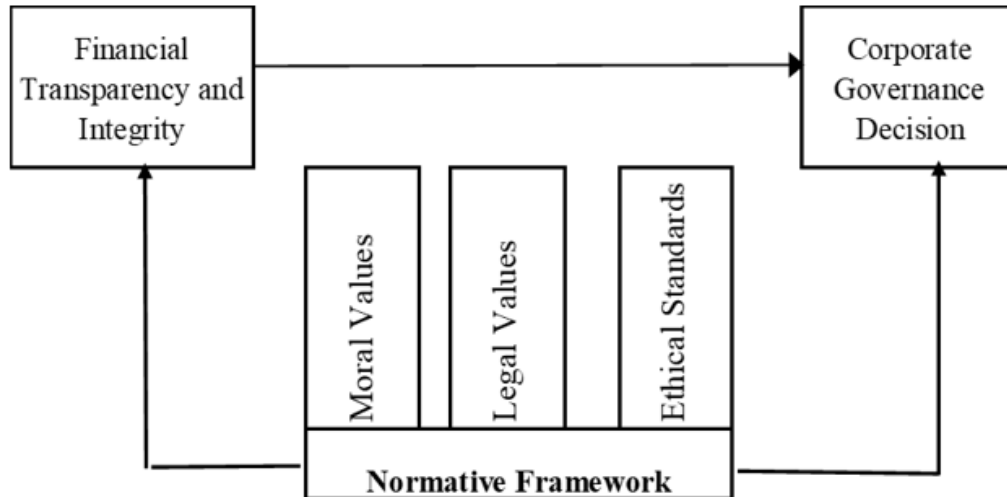 Financial
Transparency and
Integrity
Corporate
Governance
Decision
Moral Values
Legal Values
Ethical Standards
Normative Framework